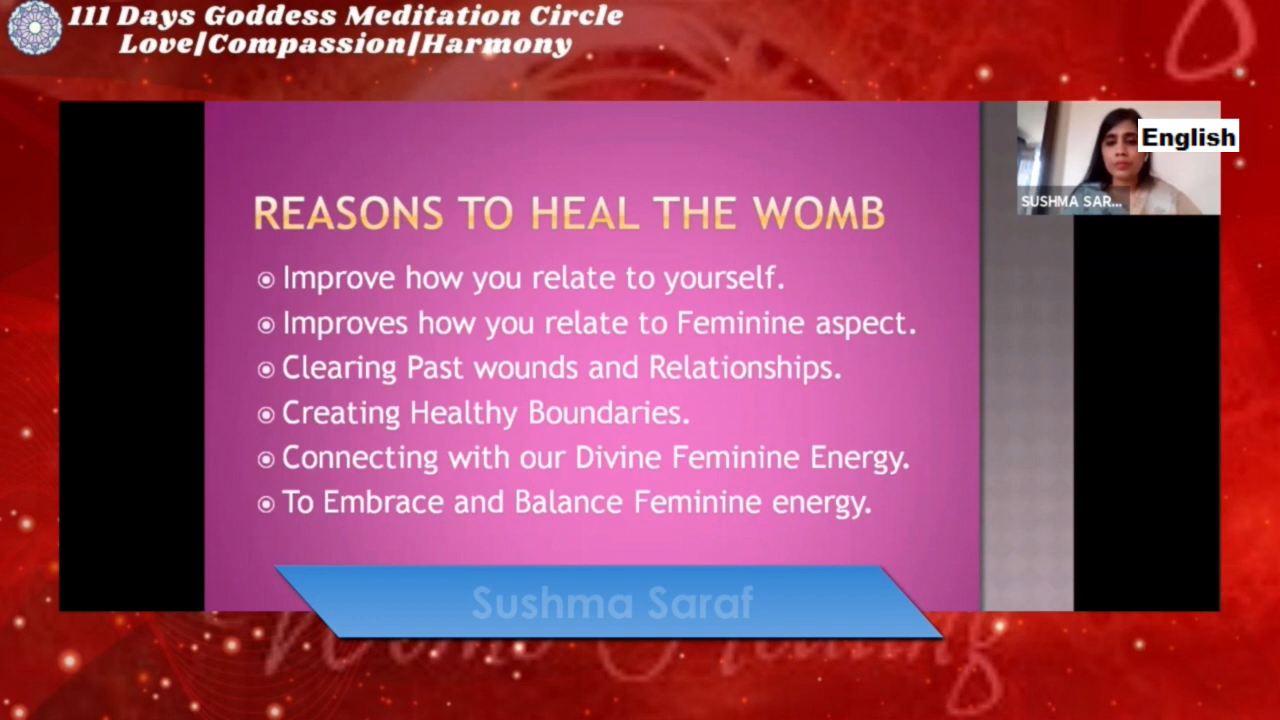 111 Days Goddess Meditation Circle
Love|Compassion|Harmony
English
SUSHMA SAR...
REASONS TO HEAL THE WOMB
Improve how you relate to yourself.
Improves how you relate to Feminine aspect.
Clearing Past wounds and Relationships.
Creating Healthy Boundaries.
Connecting with our Divine Feminine Energy.
To Embrace and Balance Feminine energy.
Sushma Saraf
Womb Healing